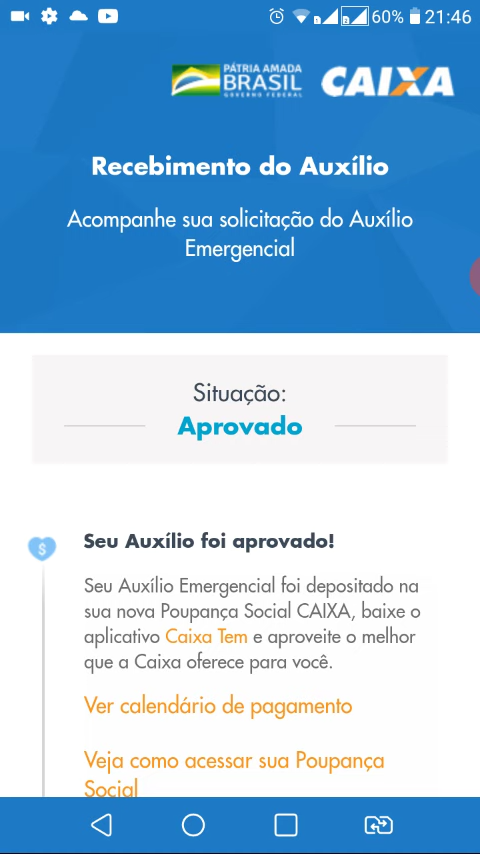 60% 21:46
PÁTRIA AMADA
BRASIL
GOVERNO FEDERAL
CAIXA
Recebimento do Auxílio
Acompanhe sua solicitação do Auxílio
Emergencial
Situação:
Aprovado
$
Seu Auxílio foi aprovado!
Seu Auxílio Emergencial foi depositado na
sua nova Poupança Social CAIXA, baixe o
aplicativo Caixa Tem e aproveite o melhor
que a Caixa oferece para você.
Ver calendário de pagamento
Veja como acessar sua Poupança
Social